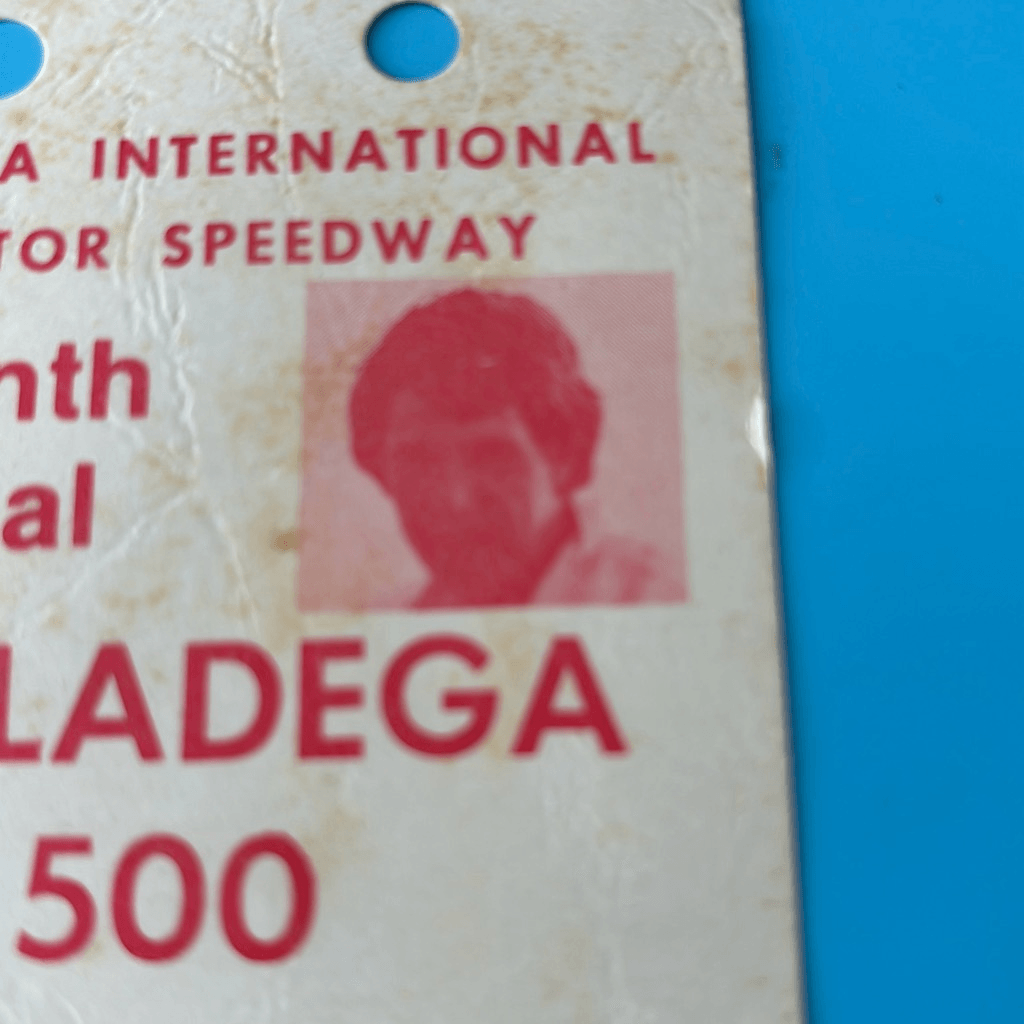 A INTERNATIONAL
TOR SPEEDWAY
nth
al
LADEGA
500